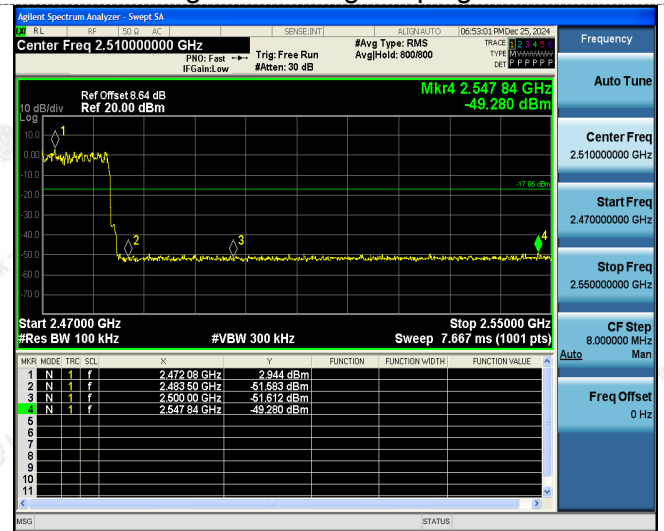 Agilent Spectrum Analyzer - Swept SA
LXI RL RF 50 Ω AC SENSE:INT ALIGN AUTO 06:53:01 PM Dec 25, 2024
Center Freq 2.510000000 GHz
PNO: Fast
IFGain:Low
Trig: Free Run
#Atten: 30 dB
#Avg Type: RMS
Avg|Hold: 800/800
TRACE 1 2 3 4 5 6
TYPE M W W W W W
DET P P P P P P
Ref Offset 8.64 dB
10 dB/div Ref 20.00 dBm
Log
Mkr4 2.547 84 GHz
-49.280 dBm
10.0
0.00
-10.0
-20.0
-30.0
-40.0
-50.0
-60.0
-70.0
1
2
3
4
-17.06 dBm
Start 2.47000 GHz Stop 2.55000 GHz
#Res BW 100 kHz #VBW 300 kHz Sweep 7.667 ms (1001 pts)
MKR MODE TRC SCL X Y FUNCTION FUNCTION WIDTH FUNCTION VALUE
1 N 1 f 2.472 08 GHz 2.944 dBm
2 N 1 f 2.483 50 GHz -51.583 dBm
3 N 1 f 2.500 00 GHz -51.612 dBm
4 N 1 f 2.547 84 GHz -49.280 dBm
5
6
7
8
9
10
11
MSG STATUS
Frequency
Auto Tune
Center Freq
2.510000000 GHz
Start Freq
2.470000000 GHz
Stop Freq
2.550000000 GHz
CF Step
8.000000 MHz
Auto Man
Freq Offset
0 Hz